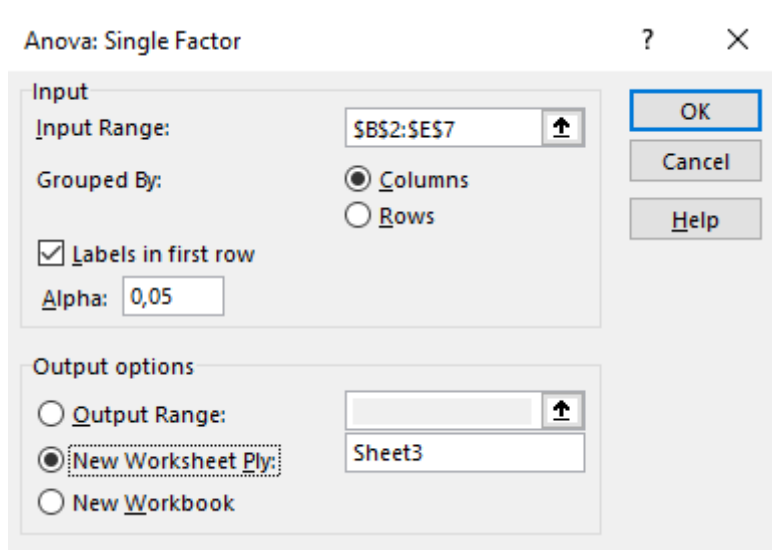 Anova: Single Factor ?
Input
Input Range: $B$2:$E$7
OK
Grouped By: Columns
Cancel
Rows
Help
Labels in first row
Alpha: 0,05
Output options
Output Range:
New Worksheet Ply: Sheet3
New Workbook